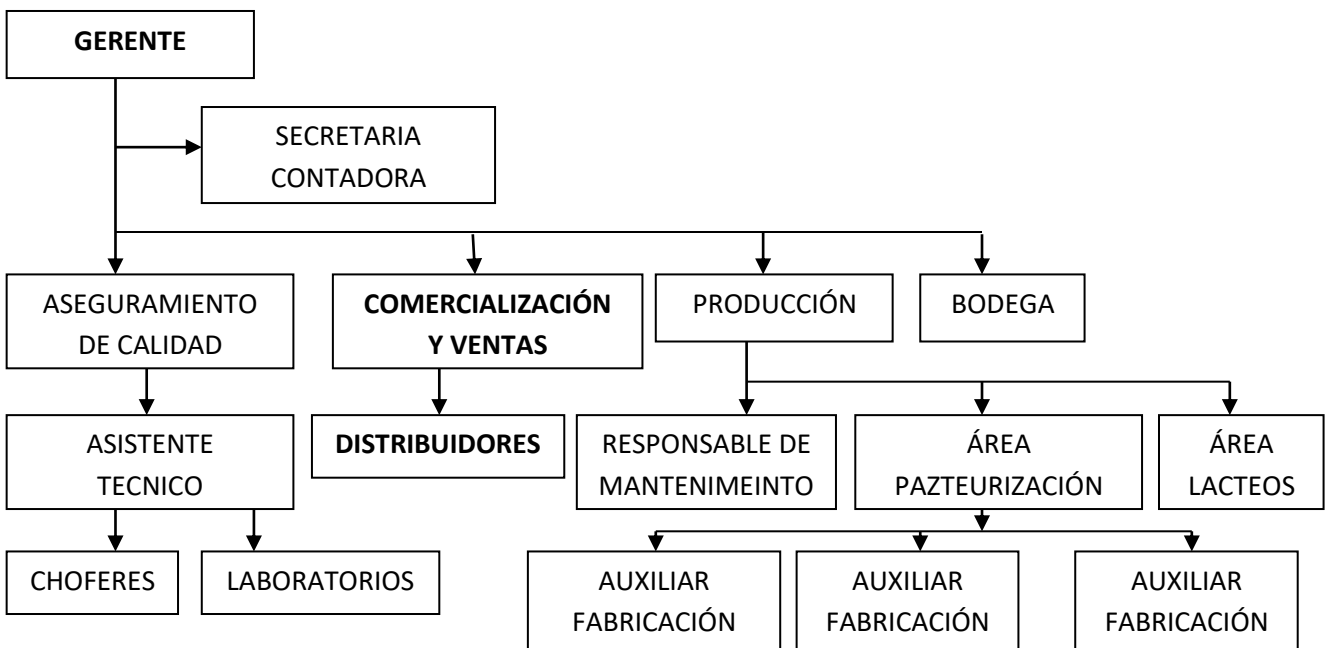 GERENTE
SECRETARIA
CONTADORA
ASEGURAMIENTO
DE CALIDAD
COMERCIALIZACIÓN
Y VENTAS
PRODUCCIÓN
BODEGA
ASISTENTE
TECNICO
DISTRIBUIDORES
RESPONSABLE DE
MANTENIMEINTO
ÁREA
PAZTEURIZACIÓN
ÁREA
LACTEOS
CHOFERES
LABORATORIOS
AUXILIAR
FABRICACIÓN
AUXILIAR
FABRICACIÓN
AUXILIAR
FABRICACIÓN